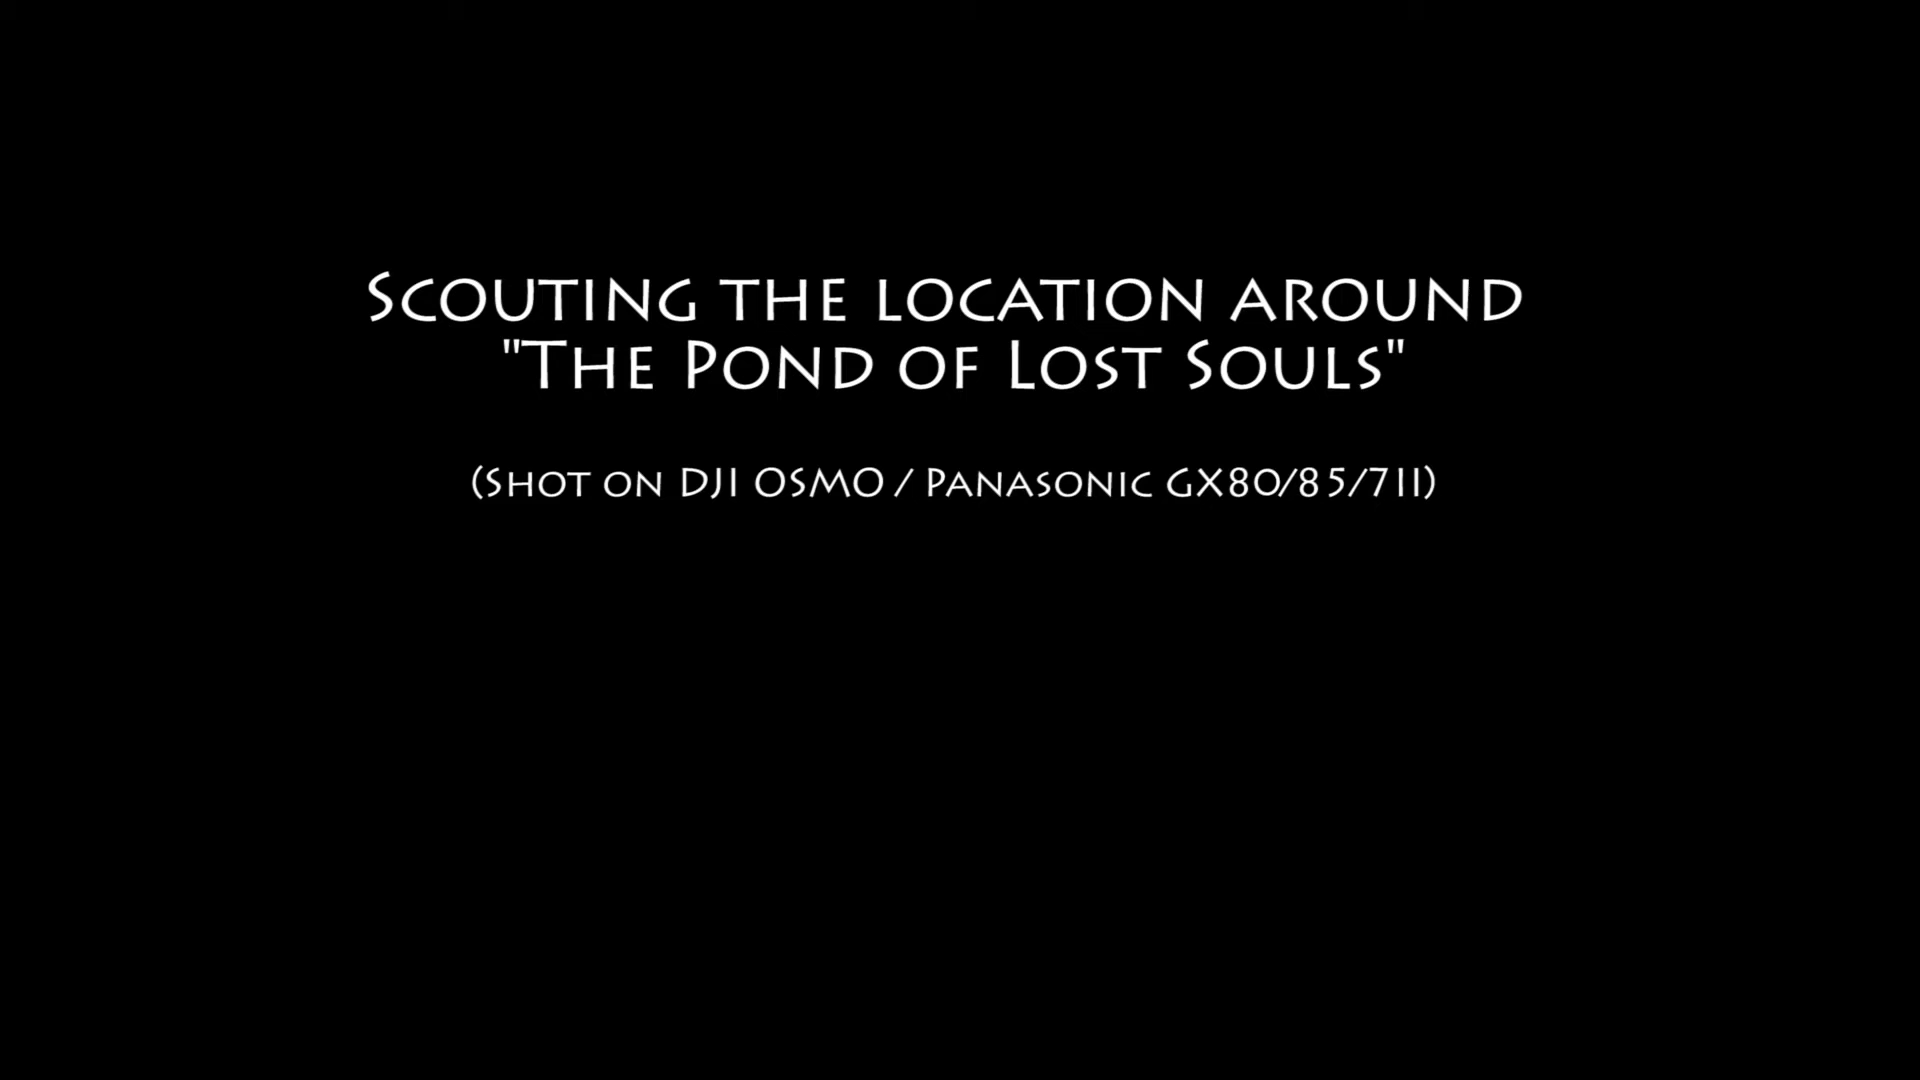 Scouting the location around
"The Pond of Lost Souls"
(Shot on DJI OSMO / Panasonic GX80/85/7II)